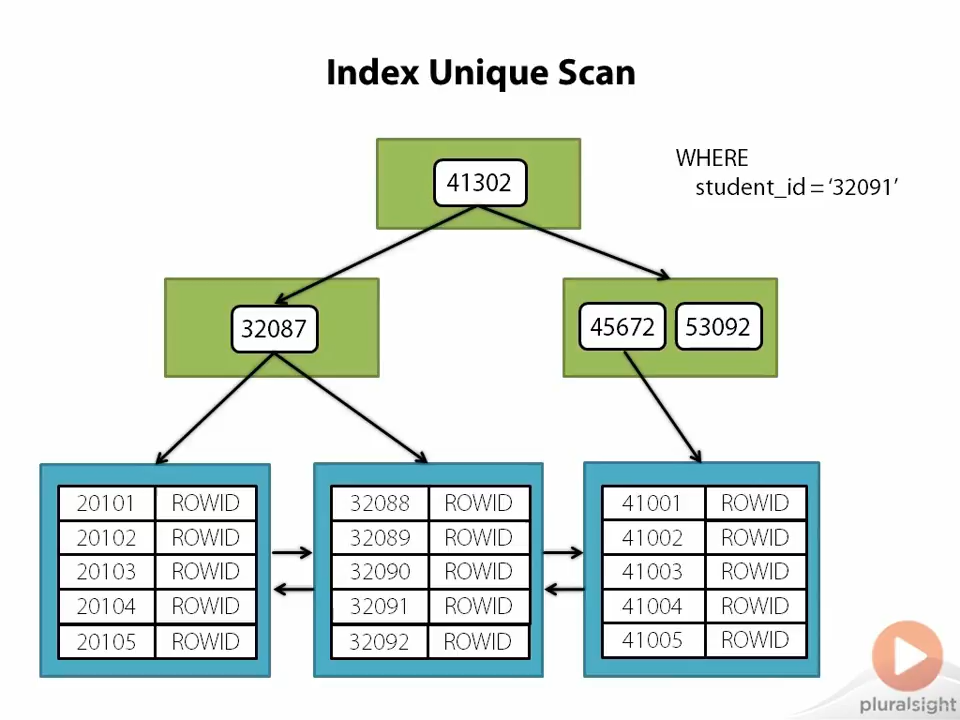 Index Unique Scan
WHERE
student_id = ‘32091’
41302
32087
45672 53092
20101 ROWID
20102 ROWID
20103 ROWID
20104 ROWID
20105 ROWID
32088 ROWID
32089 ROWID
32090 ROWID
32091 ROWID
32092 ROWID
41001 ROWID
41002 ROWID
41003 ROWID
41004 ROWID
41005 ROWID
pluralsight